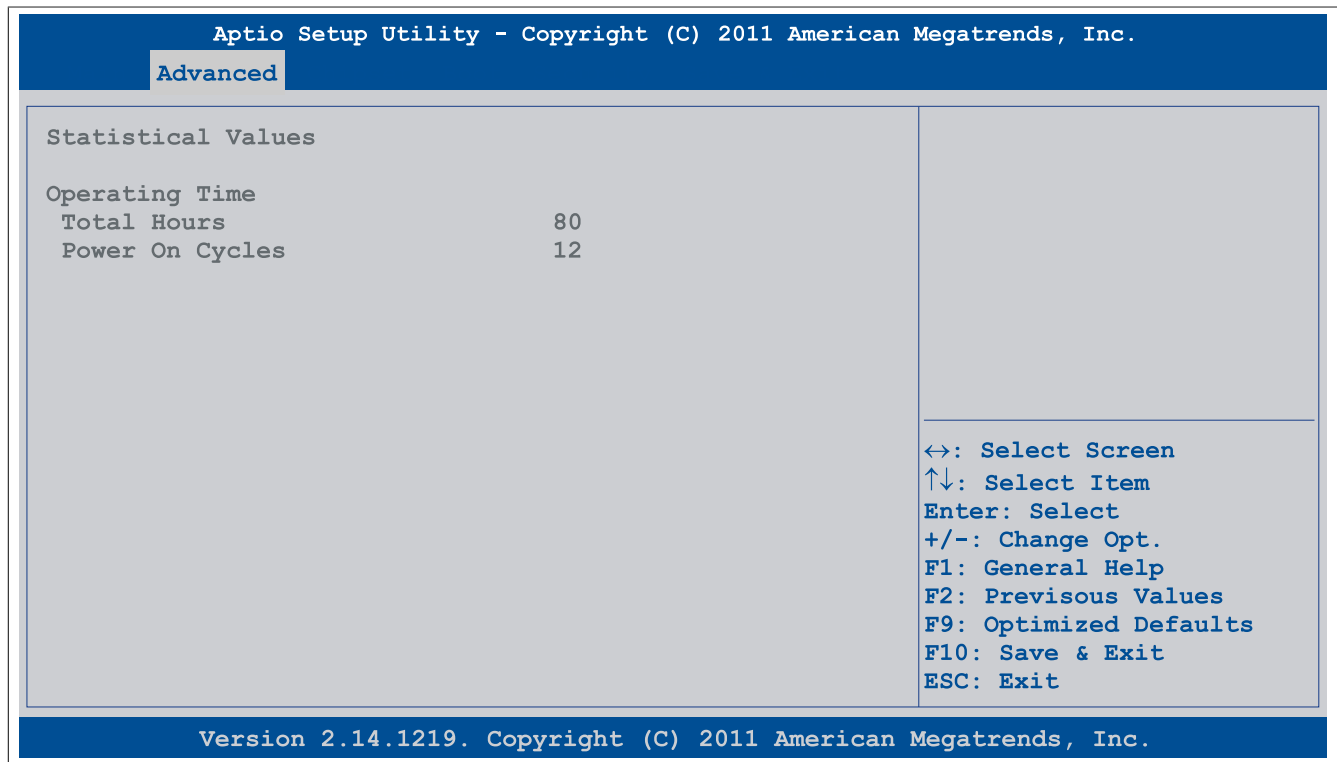 Aptio Setup Utility - Copyright (C) 2011 American Megatrends, Inc.
Advanced
Statistical Values
Operating Time
Total Hours 80
Power On Cycles 12
↔: Select Screen
↑↓: Select Item
Enter: Select
+/-: Change Opt.
F1: General Help
F2: Previsous Values
F9: Optimized Defaults
F10: Save & Exit
ESC: Exit
Version 2.14.1219. Copyright (C) 2011 American Megatrends, Inc.